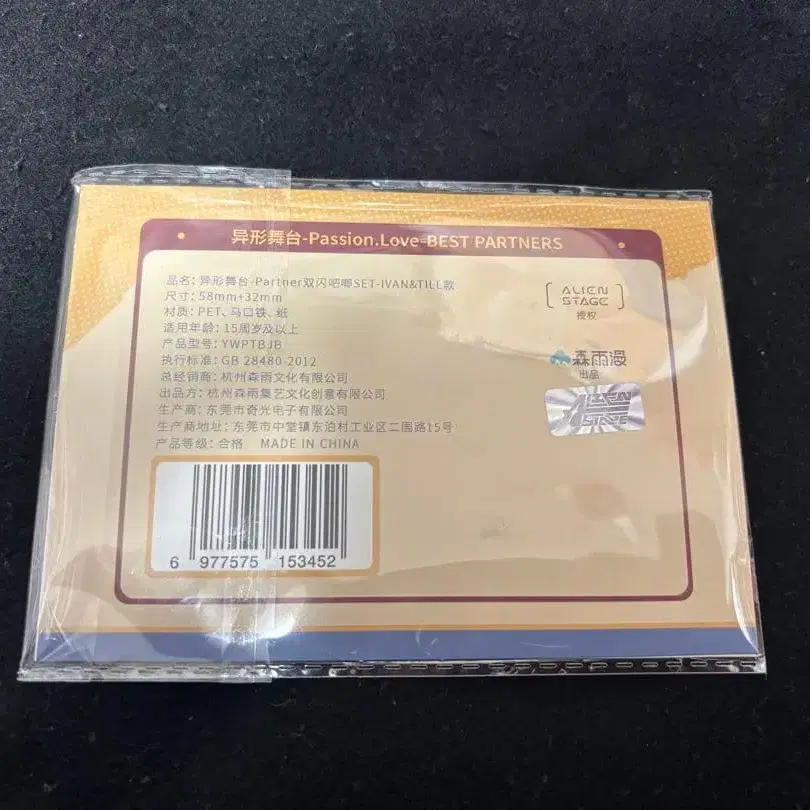 异形舞台-Passion.Love-BEST PARTNERS
品名: 异形舞台-Partner双闪吧唧SET-IVAN&TILL款
尺寸: 58mm+32mm
材质: PET、马口铁、纸
适用年龄: 15周岁及以上
产品型号: YWPTBJB
执行标准: GB 28480-2012
总经销商: 杭州森雨文化有限公司
出品方: 杭州森雨集艺文化创意有限公司
生产商: 东莞市奇光电子有限公司
生产商地址: 东莞市中堂镇东泊村工业区二围路15号
产品等级: 合格 MADE IN CHINA
ALIEN
STAGE
授权
森雨漫
出品
ALIEN
STAGE
6 977575 153452